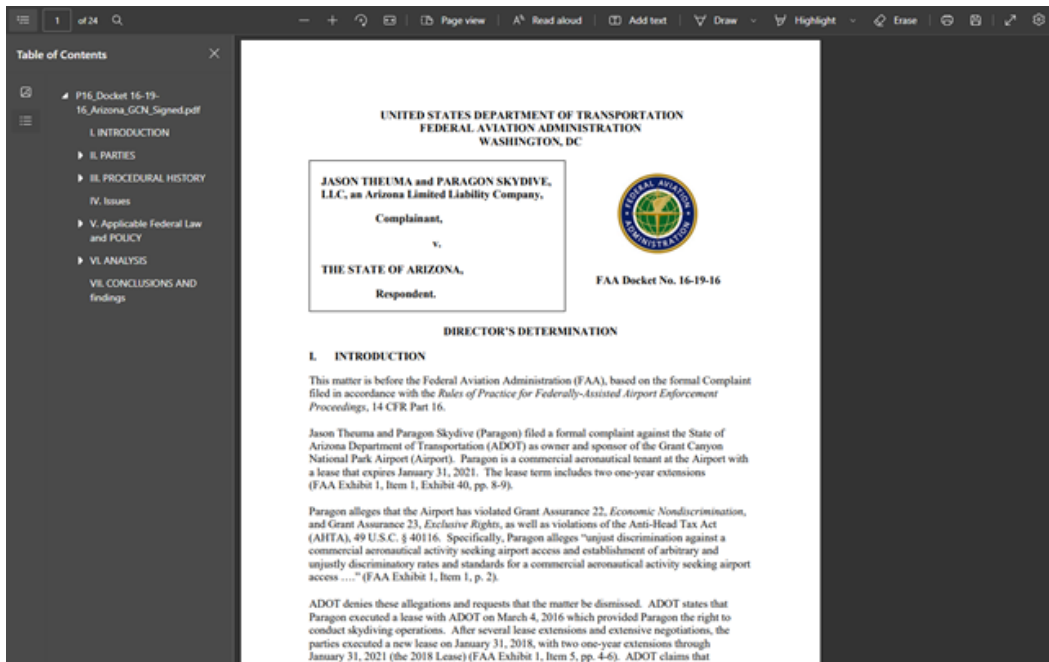 1 of 24 Page view Read aloud Add text Draw Highlight Erase
Table of Contents
P16_Docket 16-19-
16_Arizona_GCN_Signed.pdf
I. INTRODUCTION
II. PARTIES
III. PROCEDURAL HISTORY
IV. Issues
V. Applicable Federal Law
and POLICY
VI. ANALYSIS
VII. CONCLUSIONS AND
findings
UNITED STATES DEPARTMENT OF TRANSPORTATION
FEDERAL AVIATION ADMINISTRATION
WASHINGTON, DC
JASON THEUMA and PARAGON SKYDIVE,
LLC, an Arizona Limited Liability Company,
Complainant,
v.
THE STATE OF ARIZONA,
Respondent.
FEDERAL AVIATION
ADMINISTRATION
FAA Docket No. 16-19-16
DIRECTOR'S DETERMINATION
I. INTRODUCTION
This matter is before the Federal Aviation Administration (FAA), based on the formal Complaint
filed in accordance with the Rules of Practice for Federally-Assisted Airport Enforcement
Proceedings, 14 CFR Part 16.
Jason Theuma and Paragon Skydive (Paragon) filed a formal complaint against the State of
Arizona Department of Transportation (ADOT) as owner and sponsor of the Grant Canyon
National Park Airport (Airport). Paragon is a commercial aeronautical tenant at the Airport with
a lease that expires January 31, 2021. The lease term includes two one-year extensions
(FAA Exhibit 1, Item 1, Exhibit 40, pp. 8-9).
Paragon alleges that the Airport has violated Grant Assurance 22, Economic Nondiscrimination,
and Grant Assurance 23, Exclusive Rights, as well as violations of the Anti-Head Tax Act
(AHTA), 49 U.S.C. § 40116. Specifically, Paragon alleges “unjust discrimination against a
commercial aeronautical activity seeking airport access and establishment of arbitrary and
unjustly discriminatory rates and standards for a commercial aeronautical activity seeking airport
access ….” (FAA Exhibit 1, Item 1, p. 2).
ADOT denies these allegations and requests that the matter be dismissed. ADOT states that
Paragon executed a lease with ADOT on March 4, 2016 which provided Paragon the right to
conduct skydiving operations. After several lease extensions and extensive negotiations, the
parties executed a new lease on January 31, 2018, with two one-year extensions through
January 31, 2021 (the 2018 Lease) (FAA Exhibit 1, Item 5, pp. 4-6). ADOT claims that